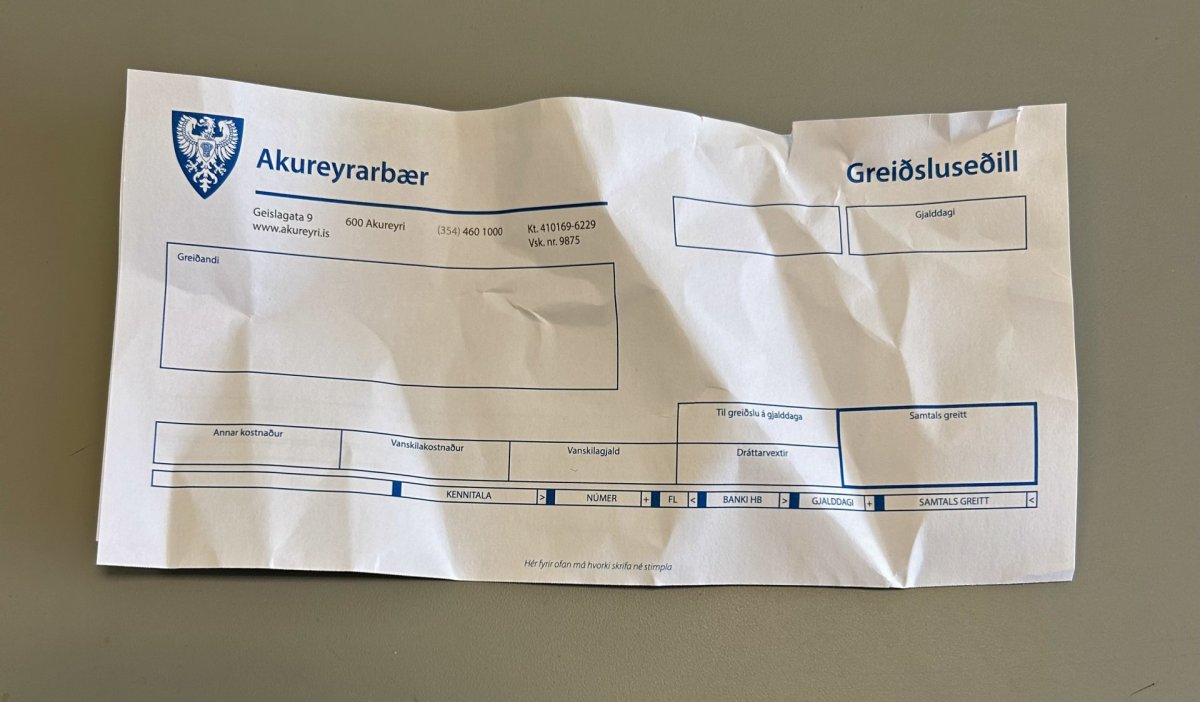 Akureyrarbær
Greiðsluseðill
Geislagata 9
www.akureyri.is
600 Akureyri
(354) 460 1000
Kt. 410169-6229
Vsk. nr. 9875
Gjalddagi
Greiðandi
Til greiðslu á gjalddaga
Samtals greitt
Annar kostnaður
Vanskilakostnaður
Vanskilagjald
Dráttarvextir
KENNITALA > NÚMER + FL < BANKI HB > GJALDDAGI + SAMTALS GREITT <
Hér fyrir ofan má hvorki skrifa né stimpla